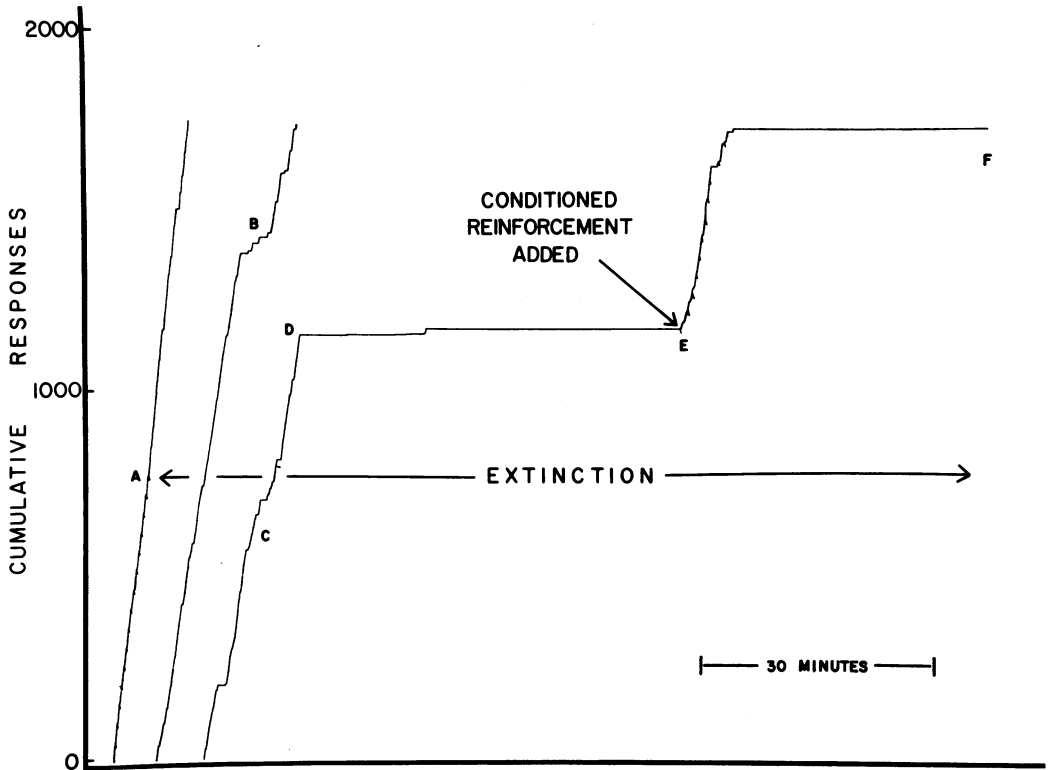 2000
B
F
CONDITIONED
REINFORCEMENT
ADDED
D
E
1000
A
EXTINCTION
C
30 MINUTES
0
CUMULATIVE RESPONSES